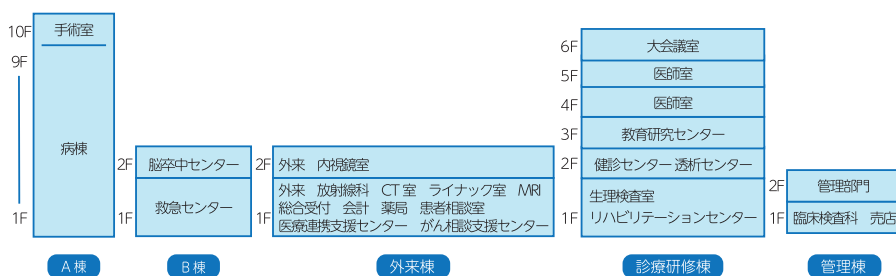 10F 手術室
9F
病棟
1F
A棟
2F 脳卒中センター
1F 救急センター
B棟
2F 外来 内視鏡室
外来 放射線科 CT室 ライナック室 MRI
総合受付 会計 薬局 患者相談室
1F 医療連携支援センター がん相談支援センター
外来棟
6F 大会議室
5F 医師室
4F 医師室
3F 教育研究センター
2F 健診センター 透析センター
生理検査室
1F リハビリテーションセンター
診療研修棟
2F 管理部門
1F 臨床検査科 売店
管理棟